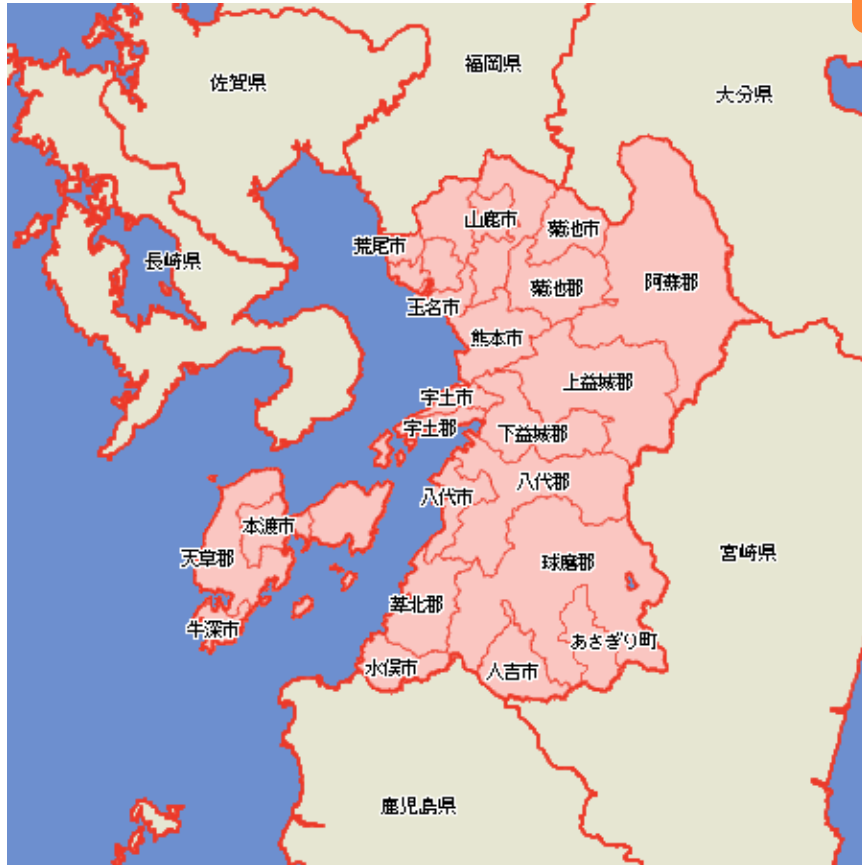 福岡県
佐賀県
大分県
山鹿市
菊池市
荒尾市
長崎県
阿蘇郡
菊池郡
玉名市
熊本市
上益城郡
宇土市
宇土郡
下益城郡
八代郡
八代市
本渡市
宮崎県
天草郡
球磨郡
葦北郡
牛深市
あさぎり町
水俣市
人吉市
鹿児島県